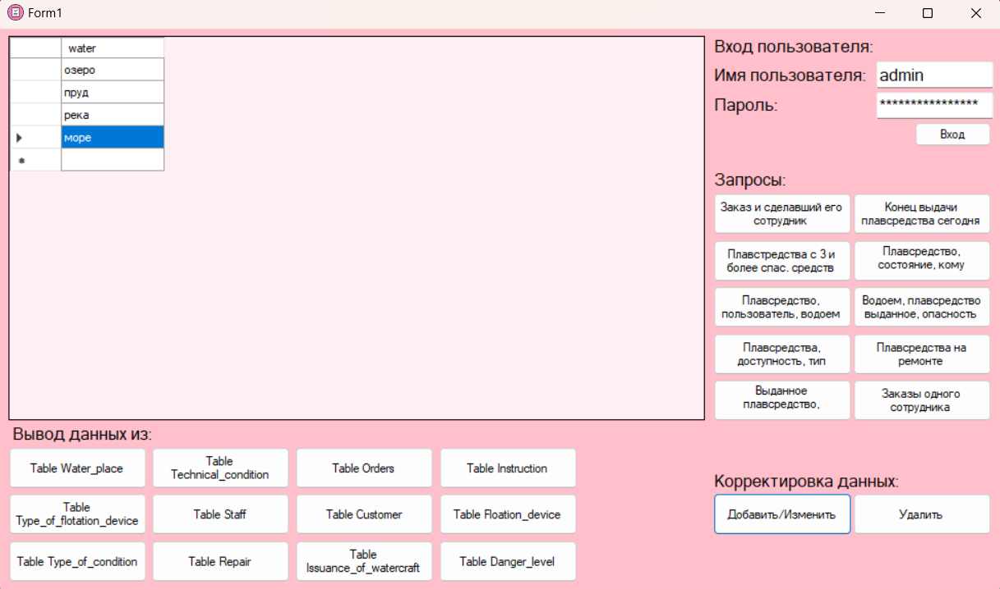 Form1
water
озеро
пруд
река
море
Вход пользователя:
Имя пользователя: admin
Пароль: ****************
Вход
Запросы:
Заказ и сделавший его
сотрудник
Конец выдачи
плавсредства сегодня
Плавстредства с 3 и
более спас. средств
Плавсредство,
состояние, кому
Плавсредство,
пользователь, водоем
Водоем, плавсредство
выданное, опасность
Плавсредства,
доступность, тип
Плавсредства на
ремонте
Выданное
плавсредство,
Заказы одного
сотрудника
Вывод данных из:
Table Water_place
Table
Technical_condition
Table Orders
Table Instruction
Table
Type_of_flotation_device
Table Staff
Table Customer
Table Floation_device
Table Type_of_condition
Table Repair
Table
Issuance_of_watercraft
Table Danger_level
Корректировка данных:
Добавить/Изменить
Удалить